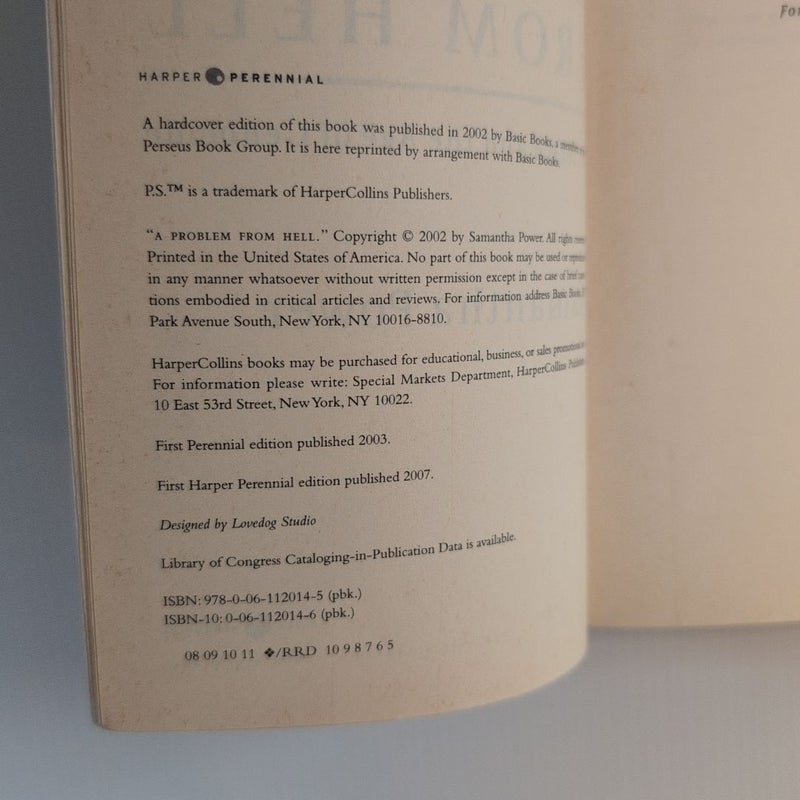 For
HARPER PERENNIAL
A hardcover edition of this book was published in 2002 by Basic Books, a member
Perseus Book Group. It is here reprinted by arrangement with Basic Books.
P.S.™ is a trademark of HarperCollins Publishers.
"A PROBLEM FROM HELL." Copyright © 2002 by Samantha Power. All rights
Printed in the United States of America. No part of this book may be used or
in any manner whatsoever without written permission except in the case of brief
tions embodied in critical articles and reviews. For information address Basic Books
Park Avenue South, New York, NY 10016-8810.
HarperCollins books may be purchased for educational, business, or sales promotional
For information please write: Special Markets Department, HarperCollins
10 East 53rd Street, New York, NY 10022.
First Perennial edition published 2003.
First Harper Perennial edition published 2007.
Designed by Lovedog Studio
Library of Congress Cataloging-in-Publication Data is available.
ISBN: 978-0-06-112014-5 (pbk.)
ISBN-10: 0-06-112014-6 (pbk.)
08 09 10 11 ❖/RRD 10 9 8 7 6 5